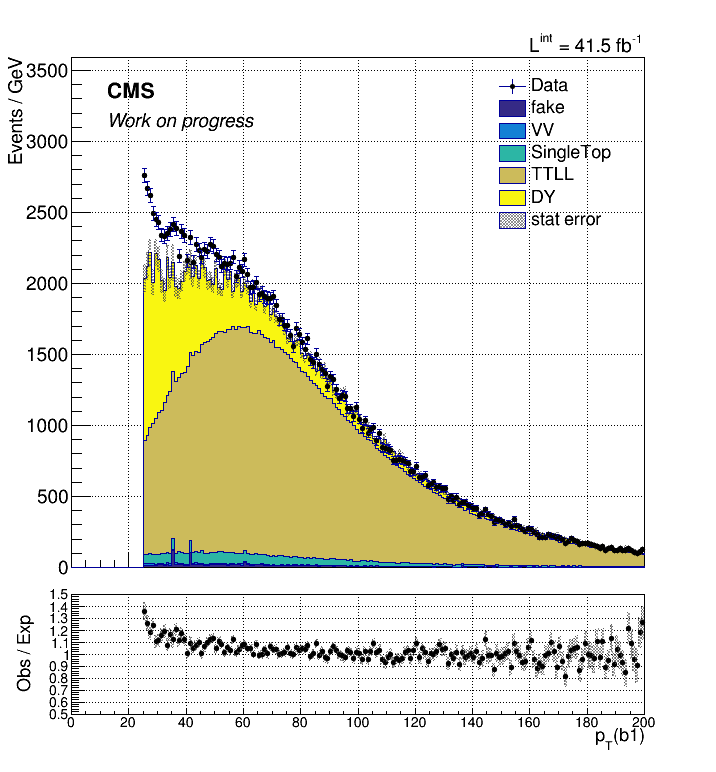 L^int = 41.5 fb^-1
Events / GeV
3500
3000
2500
2000
1500
1000
500
0
CMS
Work on progress
Data
fake
VV
SingleTop
TTLL
DY
stat error
Obs / Exp
1.5
1.4
1.3
1.2
1.1
1
0.9
0.8
0.7
0.6
0.5
0 20 40 60 80 100 120 140 160 180 200
p_T(b1)